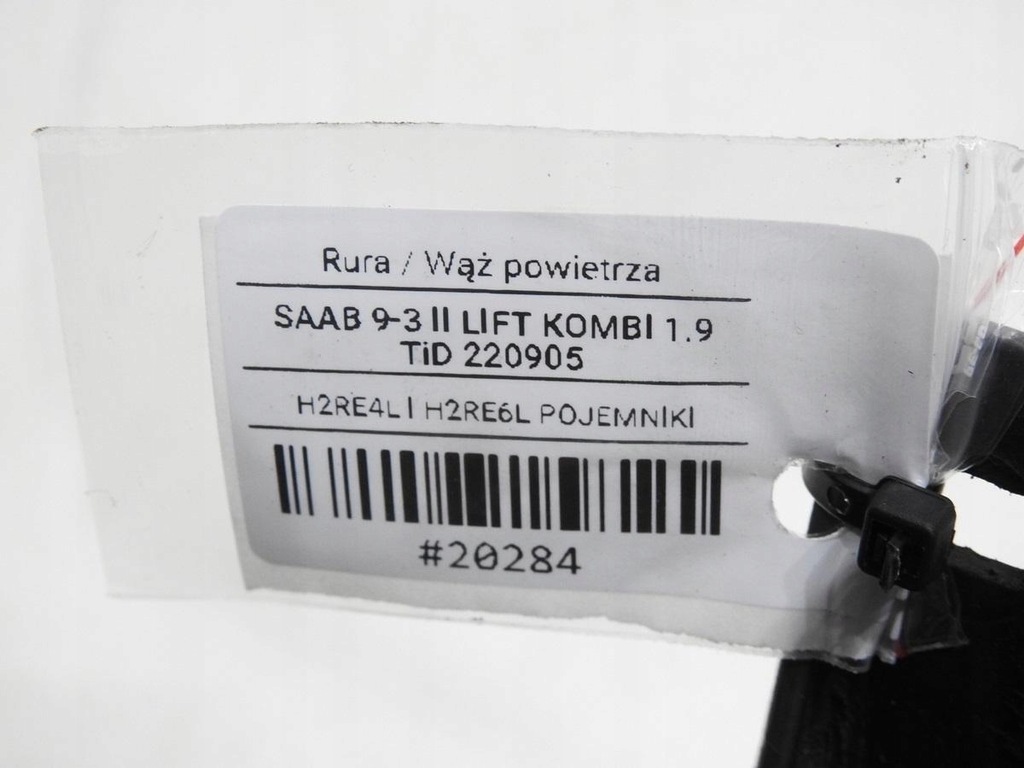 Rura / Wąż powietrza
SAAB 9-3 II LIFT KOMBI 1.9
TiD 220905
H2RE4L | H2RE6L POJEMNIKI
#20284